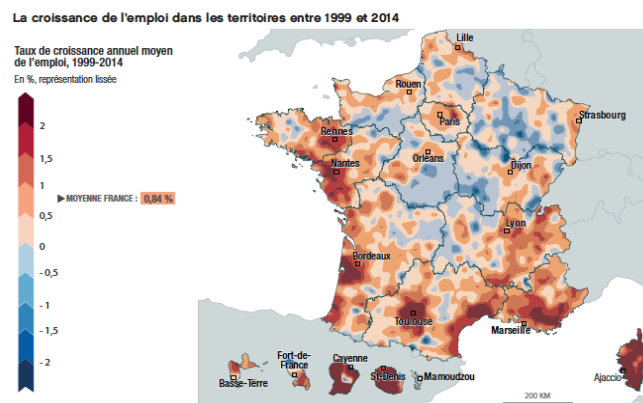 La croissance de l'emploi dans les territoires entre 1999 et 2014
Taux de croissance annuel moyen
de l'emploi, 1999-2014
En %, représentation lissée
2
1,5
1
▶ MOYENNE FRANCE : 0,84 %
0,5
0
- 0,5
- 1
- 1,5
- 2
Lille
Rouen
Paris
Strasbourg
Rennes
Orléans
Nantes
Dijon
Lyon
Bordeaux
Toulouse
Marseille
Fort-de-
France
Cayenne
Basse-Terre
St-Denis
Mamoudzou
Ajaccio
200 KM